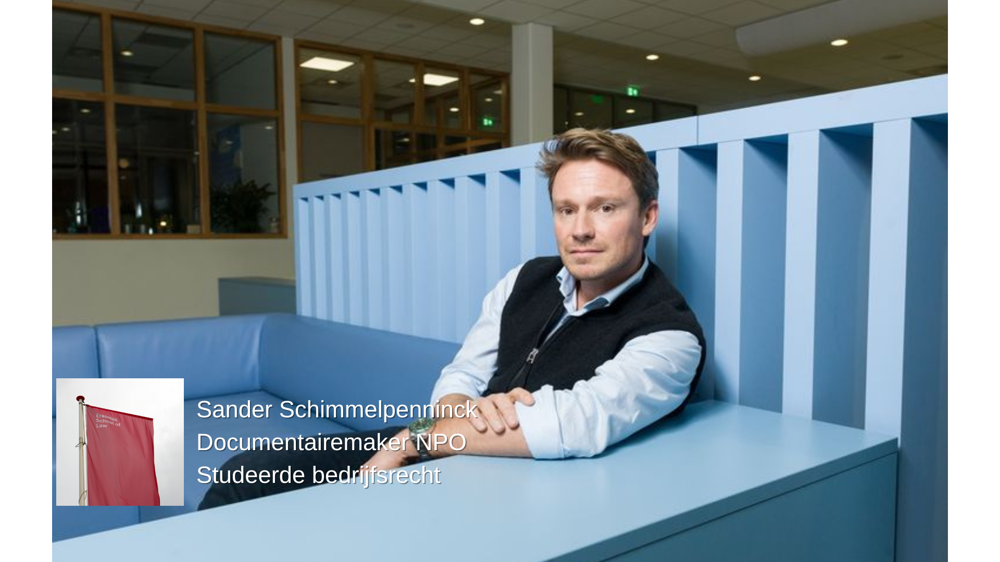 Erasmus
School of
Law
Sander Schimmelpenninck
Documentairemaker NPO
Studeerde bedrijfsrecht